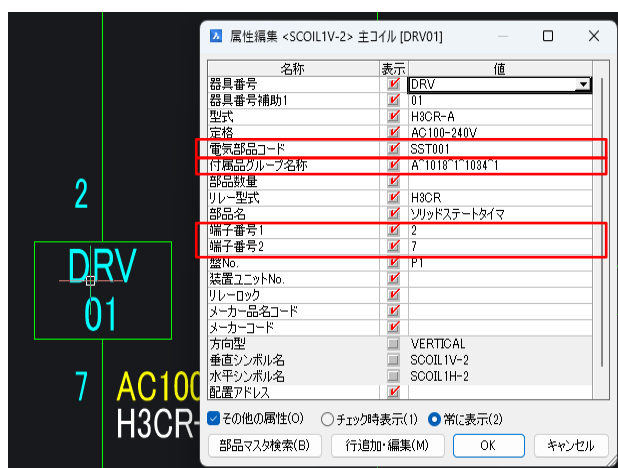 属性編集 <SCOIL1V-2> 主コイル [DRV01]
名称 表示 値
器具番号 DRV
器具番号補助1 01
型式 H3CR-A
定格 AC100-240V
電気部品コード SST001
付属品グループ名称 A~1018~1~1034~1
部品数量
リレー型式 H3CR
部品名 ソリッドステートタイマ
端子番号1 2
端子番号2 7
盤No. P1
装置ユニットNo.
リレーロック
メーカー品名コード
メーカーコード
方向型 VERTICAL
垂直シンボル名 SCOIL1V-2
水平シンボル名 SCOIL1H-2
配置アドレス
その他の属性(O) チェック時表示(1) 常に表示(2)
部品マスタ検索(B) 行追加・編集(M) OK キャンセル
2
DRV
01
7
AC100
H3CR-